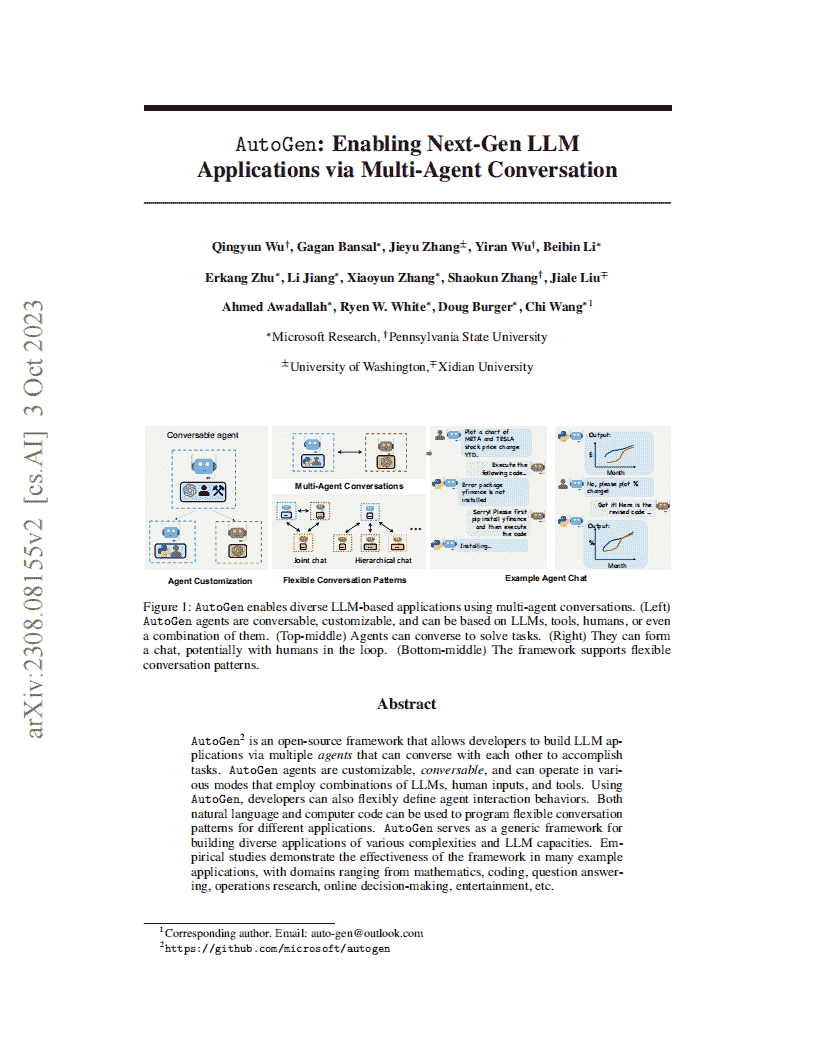 AutoGen: Enabling Next-Gen LLM
Applications via Multi-Agent Conversation
Qingyun Wu†, Gagan Bansal*, Jieyu Zhang±, Yiran Wu†, Beibin Li*
Erkang Zhu*, Li Jiang*, Xiaoyun Zhang*, Shaokun Zhang†, Jiale Liu∓
Ahmed Awadallah*, Ryen W. White*, Doug Burger*, Chi Wang*1
*Microsoft Research, †Pennsylvania State University
±University of Washington,∓Xidian University
arXiv:2308.08155v2 [cs.AI] 3 Oct 2023
Conversable agent
Agent Customization
Multi-Agent Conversations
...
Joint chat
Hierarchical chat
Flexible Conversation Patterns
Plot a chart of
META and TESLA
stock price change
YTD.
Execute the
following code...
Error package
yfinance is not
installed
Sorry! Please first
pip install yfinance
and then execute
the code
Installing...
Output:
$
Month
No, please plot %
change!
Got it! Here is the
revised code ...
Output:
%
Month
Example Agent Chat
Figure 1: AutoGen enables diverse LLM-based applications using multi-agent conversations. (Left)
AutoGen agents are conversable, customizable, and can be based on LLMs, tools, humans, or even
a combination of them. (Top-middle) Agents can converse to solve tasks. (Right) They can form
a chat, potentially with humans in the loop. (Bottom-middle) The framework supports flexible
conversation patterns.
Abstract
AutoGen2 is an open-source framework that allows developers to build LLM ap-
plications via multiple agents that can converse with each other to accomplish
tasks. AutoGen agents are customizable, conversable, and can operate in vari-
ous modes that employ combinations of LLMs, human inputs, and tools. Using
AutoGen, developers can also flexibly define agent interaction behaviors. Both
natural language and computer code can be used to program flexible conversation
patterns for different applications. AutoGen serves as a generic framework for
building diverse applications of various complexities and LLM capacities. Em-
pirical studies demonstrate the effectiveness of the framework in many example
applications, with domains ranging from mathematics, coding, question answer-
ing, operations research, online decision-making, entertainment, etc.
1Corresponding author. Email: auto-gen@outlook.com
2https://github.com/microsoft/autogen